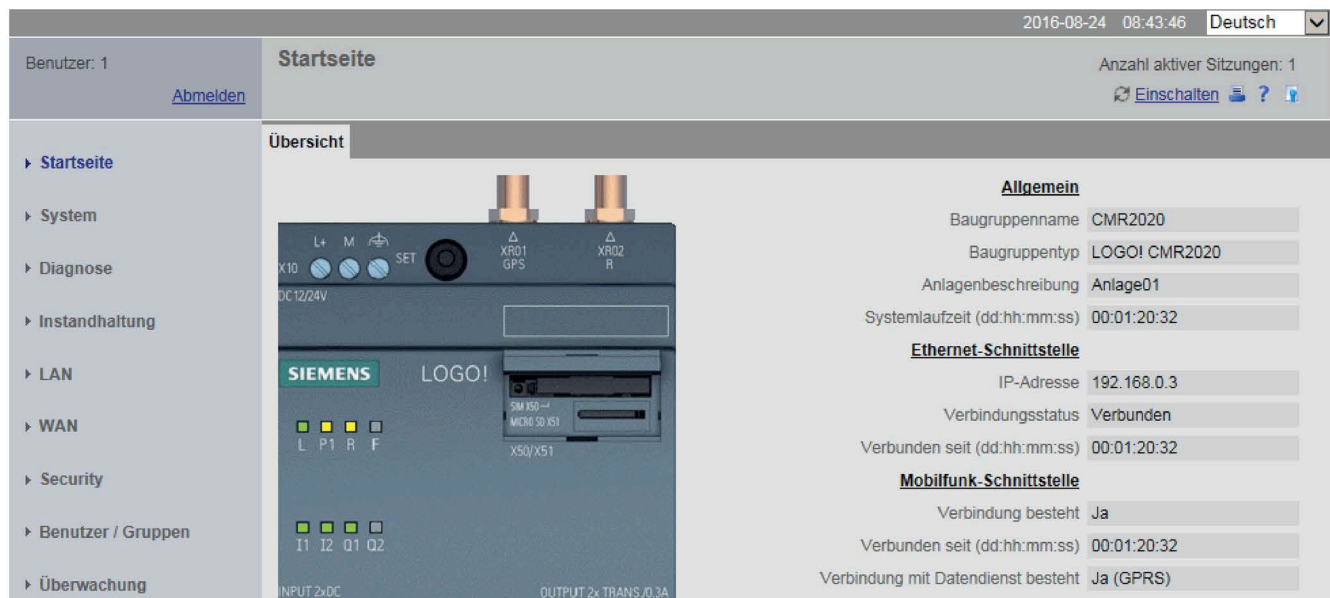 2016-08-24 08:43:46 Deutsch
Benutzer: 1
Abmelden
Startseite
Anzahl aktiver Sitzungen: 1
Einschalten ?
Startseite
System
Diagnose
Instandhaltung
LAN
WAN
Security
Benutzer / Gruppen
Überwachung
Übersicht
L+ M SET
X10
DC12/24V
XR01
GPS
XR02
R
SIEMENS LOGO!
SIM X50
MICRO SD X51
X50/X51
L P1 R F
I1 I2 Q1 Q2
INPUT 2xDC OUTPUT 2x TRANS./0.3A
Allgemein
Baugruppenname CMR2020
Baugruppentyp LOGO! CMR2020
Anlagenbeschreibung Anlage01
Systemlaufzeit (dd:hh:mm:ss) 00:01:20:32
Ethernet-Schnittstelle
IP-Adresse 192.168.0.3
Verbindungsstatus Verbunden
Verbunden seit (dd:hh:mm:ss) 00:01:20:32
Mobilfunk-Schnittstelle
Verbindung besteht Ja
Verbunden seit (dd:hh:mm:ss) 00:01:20:32
Verbindung mit Datendienst besteht Ja (GPRS)